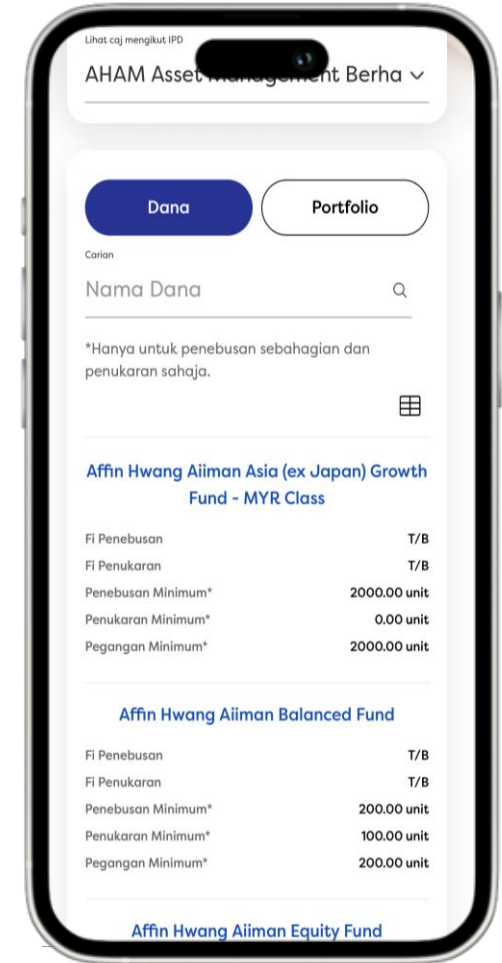 Lihat caj mengikut IPD
AHAM Asset Management Berha
Dana
Portfolio
Carian
Nama Dana
*Hanya untuk penebusan sebahagian dan
penukaran sahaja.
Affin Hwang Aiiman Asia (ex Japan) Growth
Fund - MYR Class
Fi Penebusan T/B
Fi Penukaran T/B
Penebusan Minimum* 2000.00 unit
Penukaran Minimum* 0.00 unit
Pegangan Minimum* 2000.00 unit
Affin Hwang Aiiman Balanced Fund
Fi Penebusan T/B
Fi Penukaran T/B
Penebusan Minimum* 200.00 unit
Penukaran Minimum* 100.00 unit
Pegangan Minimum* 200.00 unit
Affin Hwang Aiiman Equity Fund